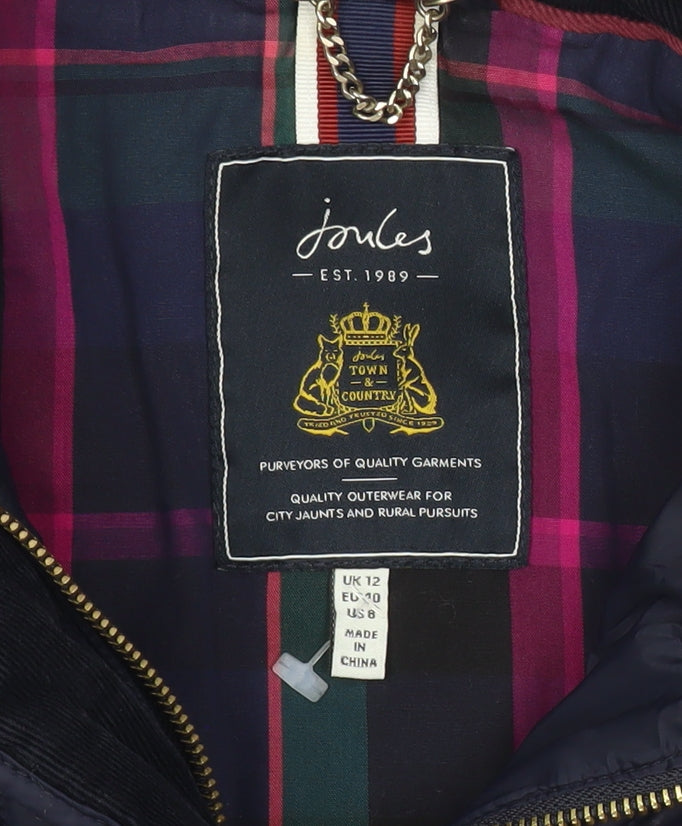 Joules
EST. 1989
Joules
TOWN
&
COUNTRY
TRIED AND TRUSTED SINCE 1989
PURVEYORS OF QUALITY GARMENTS
QUALITY OUTERWEAR FOR
CITY JAUNTS AND RURAL PURSUITS
UK 12
EU 40
US 8
MADE
IN
CHINA